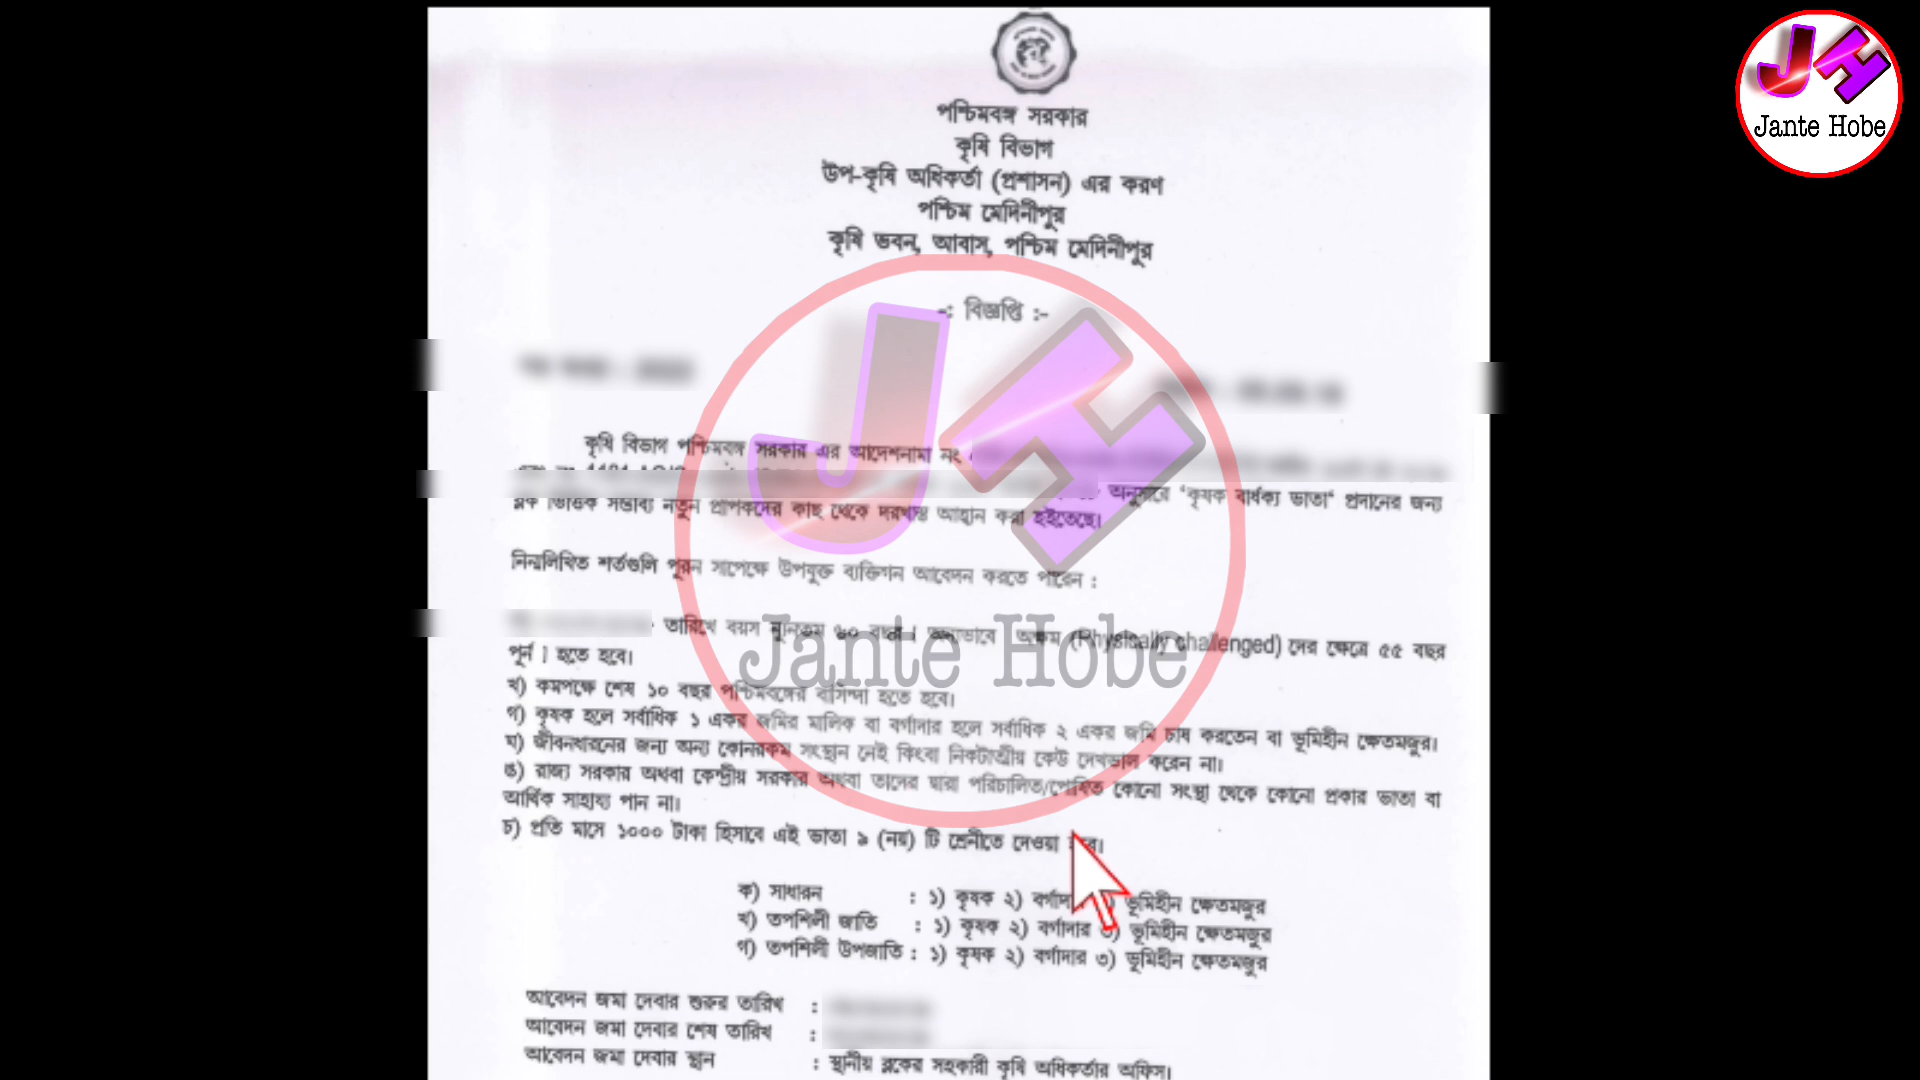 JH
Jante Hobe
পশ্চিমবঙ্গ সরকার
কৃষি বিভাগ
উপ-কৃষি অধিকর্তা (প্রশাসন) এর করণ
পশ্চিম মেদিনীপুর
কৃষি ভবন, আবাস, পশ্চিম মেদিনীপুর
-: বিজ্ঞপ্তি :-
কৃষি বিভাগ পশ্চিমবঙ্গ সরকার এর আদেশনামা নং
অনুসারে ‘কৃষক বার্ধক্য ভাতা‘ প্রদানের জন্য
ব্লক ভিত্তিক সম্ভাব্য নতুন প্রাপকদের কাছ থেকে দরখাস্ত আহ্বান করা হইতেছে।
নিন্মলিখিত শর্তগুলি পুরন সাপেক্ষে উপযুক্ত ব্যক্তিগন আবেদন করতে পারেন :
তারিখে বয়স ৬০ বছর। অক্ষম (Physically challenged) দের ক্ষেত্রে ৫৫ বছর
পূর্ন । হতে হবে।
খ) কমপক্ষে শেষ ১০ বছর পশ্চিমবঙ্গের বাসিন্দা হতে হবে।
গ) কৃষক হলে সর্বাধিক ১ একর জমির মালিক বা বর্গাদার হলে সর্বাধিক ২ একর জমি চাষ করতেন বা ভূমিহীন ক্ষেতমজুর।
ঘ) জীবনধারনের জন্য অন্য কোনরকম সংস্থান নেই কিংবা নিকটাত্মীয় কেউ দেখভাল করেন না।
ঙ) রাজ্য সরকার অথবা কেন্দ্রীয় সরকার অথবা তাদের দ্বারা পরিচালিত/পোষিত কোনো সংস্থা থেকে কোনো প্রকার ভাতা বা
আর্থিক সাহায্য পান না।
চ) প্রতি মাসে ১০০০ টাকা হিসাবে এই ভাতা ৯ (নয়) টি শ্রেনীতে দেওয়া হবে।
ক) সাধারন : ১) কৃষক ২) বর্গাদার ৩) ভূমিহীন ক্ষেতমজুর
খ) তপশিলী জাতি : ১) কৃষক ২) বর্গাদার ৩) ভূমিহীন ক্ষেতমজুর
গ) তপশিলী উপজাতি : ১) কৃষক ২) বর্গাদার ৩) ভূমিহীন ক্ষেতমজুর
আবেদন জমা দেবার শুরুর তারিখ :
আবেদন জমা দেবার শেষ তারিখ :
আবেদন জমা দেবার স্থান : স্থানীয় ব্লকের সহকারী কৃষি অধিকর্তার অফিস।
JH
Jante Hobe